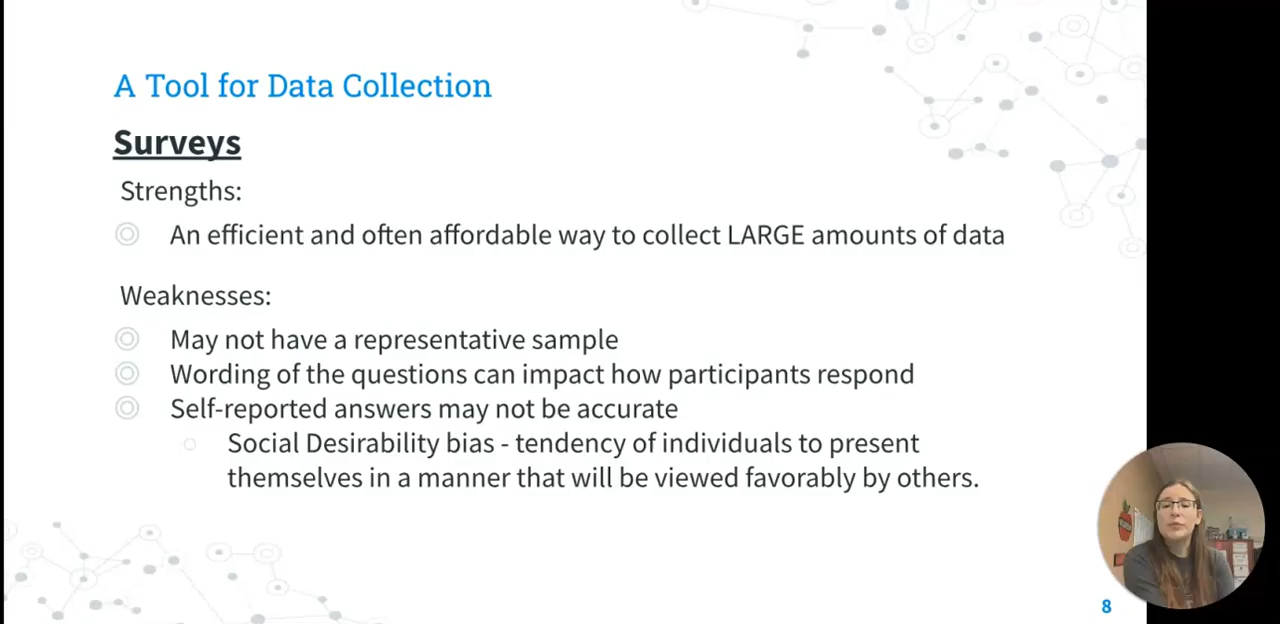 A Tool for Data Collection
Surveys
Strengths:
An efficient and often affordable way to collect LARGE amounts of data
Weaknesses:
May not have a representative sample
Wording of the questions can impact how participants respond
Self-reported answers may not be accurate
Social Desirability bias - tendency of individuals to present
themselves in a manner that will be viewed favorably by others.
8